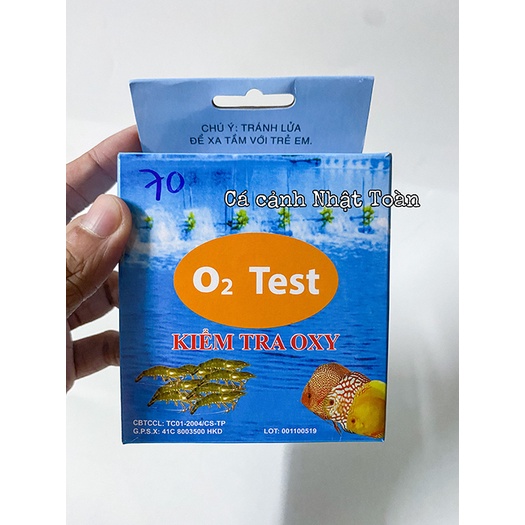 CHÚ Ý: TRÁNH LỬA
ĐỂ XA TẦM VỚI TRẺ EM.
70
Cá cảnh Nhật Toàn
O₂ Test
KIỂM TRA OXY
CBTCCL: TC01-2004/CS-TP
G.P.S.X: 41C 8003500 HKD
LOT: 001100519